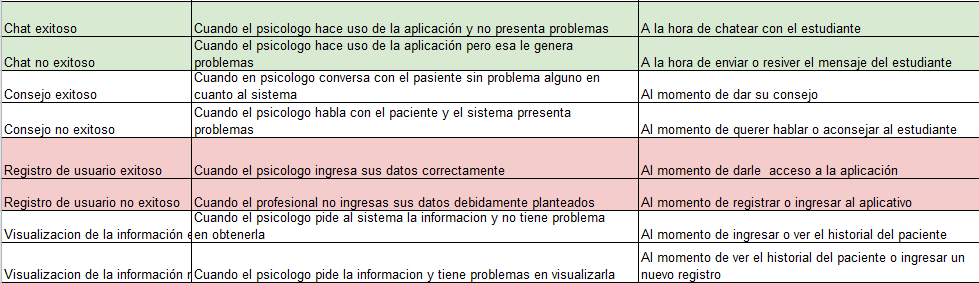 Chat exitoso
Cuando el psicologo hace uso de la aplicación y no presenta problemas
A la hora de chatear con el estudiante
Chat no exitoso
Cuando el psicologo hace uso de la aplicación pero esa le genera
problemas
A la hora de enviar o resiver el mensaje del estudiante
Consejo exitoso
Cuando en psicologo conversa con el pasiente sin problema alguno en
cuanto al sistema
Al momento de dar su consejo
Consejo no exitoso
Cuando el psicologo habla con el paciente y el sistema prresenta
problemas
Al momento de querer hablar o aconsejar al estudiante
Registro de usuario exitoso
Cuando el psicologo ingresa sus datos correctamente
Al momento de darle  acceso a la aplicación
Registro de usuario no exitoso
Cuando el profesional no ingresas sus datos debidamente planteados
Al momento de registrar o ingresar al aplicativo
Visualizacion de la información
Cuando el psicologo pide al sistema la informacion y no tiene problema
en obtenerla
Al momento de ingresar o ver el historial del paciente
Visualizacion de la información
Cuando el psicologo pide la informacion y tiene problemas en visualizarla
Al momento de ver el historial del paciente o ingresar un
nuevo registro